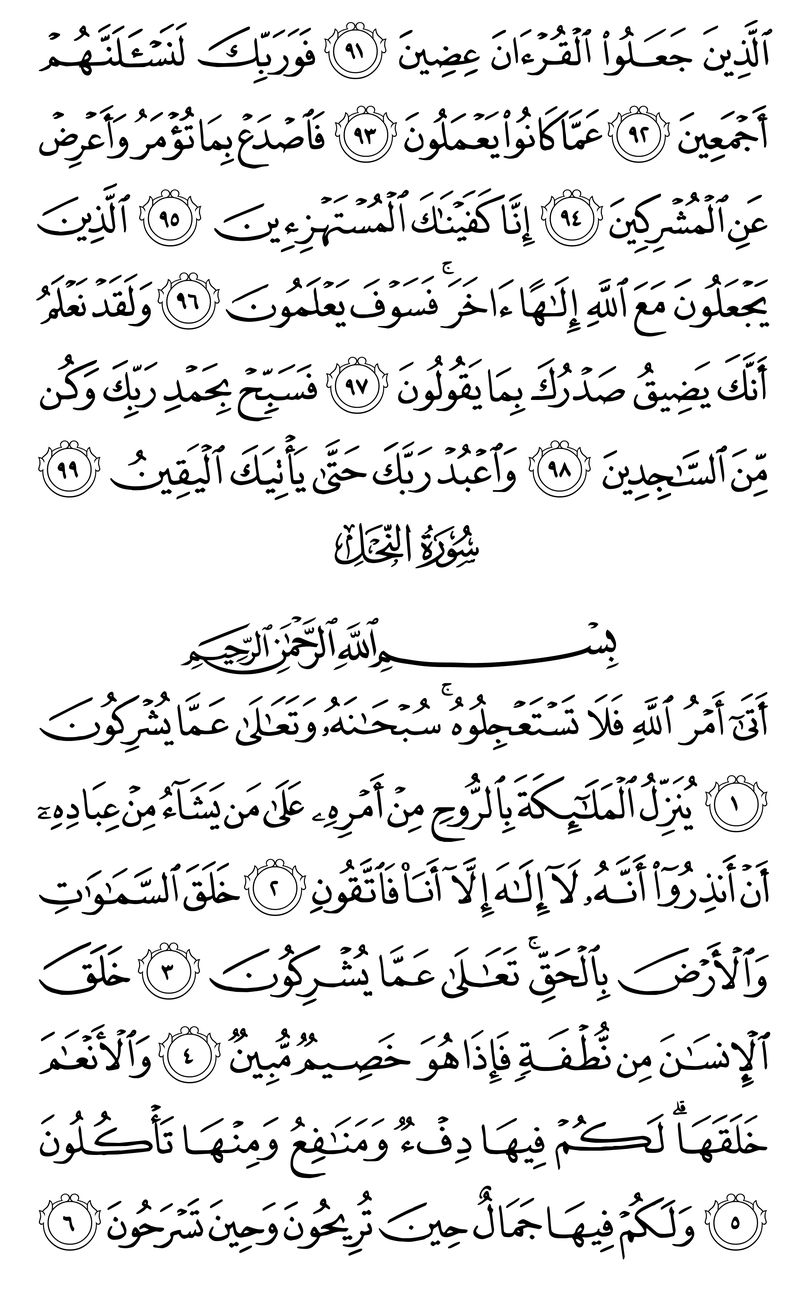 ٱلَّذِينَ جَعَلُوا۟ ٱلْقُرْءَانَ عِضِينَ ٩١ فَوَرَبِّكَ لَنَسْـَٔلَنَّهُمْ
أَجْمَعِينَ ٩٢ عَمَّا كَانُوا۟ يَعْمَلُونَ ٩٣ فَٱصْدَعْ بِمَا تُؤْمَرُ وَأَعْرِضْ
عَنِ ٱلْمُشْرِكِينَ ٩٤ إِنَّا كَفَيْنَـٰكَ ٱلْمُسْتَهْزِءِينَ ٩٥ ٱلَّذِينَ
يَجْعَلُونَ مَعَ ٱللَّهِ إِلَـٰهًا ءَاخَرَ ۚ فَسَوْفَ يَعْلَمُونَ ٩٦ وَلَقَدْ نَعْلَمُ
أَنَّكَ يَضِيقُ صَدْرُكَ بِمَا يَقُولُونَ ٩٧ فَسَبِّحْ بِحَمْدِ رَبِّكَ وَكُن
مِّنَ ٱلسَّـٰجِدِينَ ٩٨ وَٱعْبُدْ رَبَّكَ حَتَّىٰ يَأْتِيَكَ ٱلْيَقِينُ ٩٩
سُورَةُ النَّحْلِ
بِسْمِ ٱللَّهِ ٱلرَّحْمَـٰنِ ٱلرَّحِيمِ
أَتَىٰٓ أَمْرُ ٱللَّهِ فَلَا تَسْتَعْجِلُوهُ ۚ سُبْحَـٰنَهُۥ وَتَعَـٰلَىٰ عَمَّا يُشْرِكُونَ
١ يُنَزِّلُ ٱلْمَلَـٰٓئِكَةَ بِٱلرُّوحِ مِنْ أَمْرِهِۦ عَلَىٰ مَن يَشَآءُ مِنْ عِبَادِهِۦٓ
أَنْ أَنذِرُوٓا۟ أَنَّهُۥ لَآ إِلَـٰهَ إِلَّآ أَنَا۠ فَٱتَّقُونِ ٢ خَلَقَ ٱلسَّمَـٰوَٰتِ
وَٱلْأَرْضَ بِٱلْحَقِّ ۚ تَعَـٰلَىٰ عَمَّا يُشْرِكُونَ ٣ خَلَقَ
ٱلْإِنسَـٰنَ مِن نُّطْفَةٍ فَإِذَا هُوَ خَصِيمٌ مُّبِينٌ ٤ وَٱلْأَنْعَـٰمَ
خَلَقَهَا ۗ لَكُمْ فِيهَا دِفْءٌ وَمَنَـٰفِعُ وَمِنْهَا تَأْكُلُونَ
٥ وَلَكُمْ فِيهَا جَمَالٌ حِينَ تُرِيحُونَ وَحِينَ تَسْرَحُونَ ٦